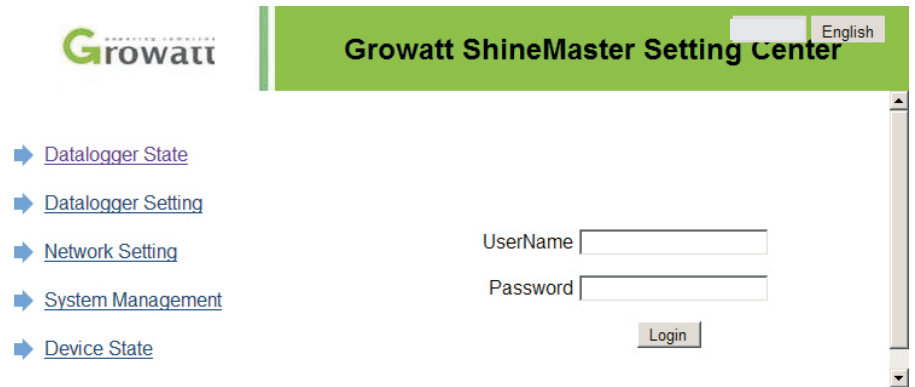 Growatt
Growatt ShineMaster Setting Center
English
Datalogger State
Datalogger Setting
Network Setting
System Management
Device State
UserName
Password
Login